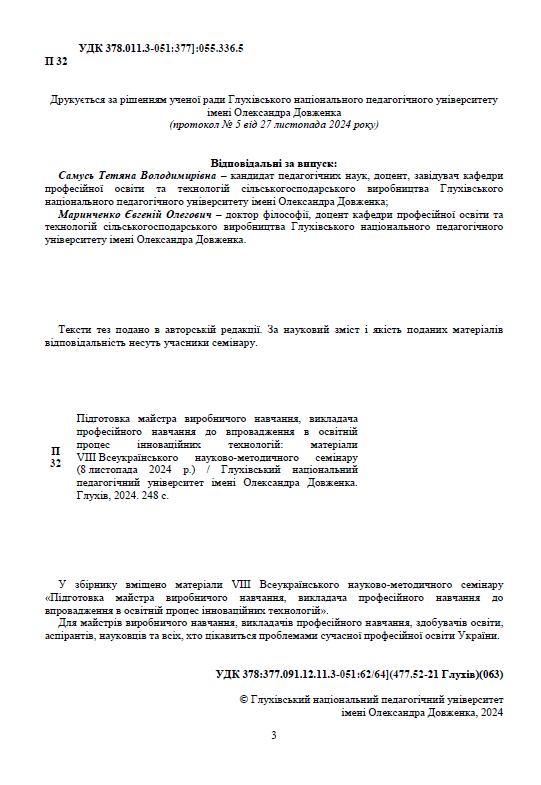 УДК 378.011.3-051:377]:055.336.5
П 32
Друкується за рішенням ученої ради Глухівського національного педагогічного університету
імені Олександра Довженка
(протокол № 5 від 27 листопада 2024 року)
Відповідальні за випуск:
Самусь Тетяна Володимирівна – кандидат педагогічних наук, доцент, завідувач кафедри
професійної освіти та технологій сільськогосподарського виробництва Глухівського
національного педагогічного університету імені Олександра Довженка;
Маринченко Євгеній Олегович – доктор філософії, доцент кафедри професійної освіти та
технологій сільськогосподарського виробництва Глухівського національного педагогічного
університету імені Олександра Довженка.
Тексти тез подано в авторській редакції. За науковий зміст і якість поданих матеріалів
відповідальність несуть учасники семінару.
П
32
Підготовка майстра виробничого навчання, викладача
професійного навчання до впровадження в освітній
процес інноваційних технологій: матеріали
VIII Всеукраїнського науково-методичного семінару
(8 листопада 2024 р.) / Глухівський національний
педагогічний університет імені Олександра Довженка.
Глухів, 2024. 248 с.
У збірнику вміщено матеріали VIII Всеукраїнського науково-методичного семінару
«Підготовка майстра виробничого навчання, викладача професійного навчання до
впровадження в освітній процес інноваційних технологій».
Для майстрів виробничого навчання, викладачів професійного навчання, здобувачів освіти,
аспірантів, науковців та всіх, хто цікавиться проблемами сучасної професійної освіти України.
УДК 378:377.091.12.11.3-051:62/64](477.52-21 Глухів)(063)
© Глухівський національний педагогічний університет
імені Олександра Довженка, 2024
3